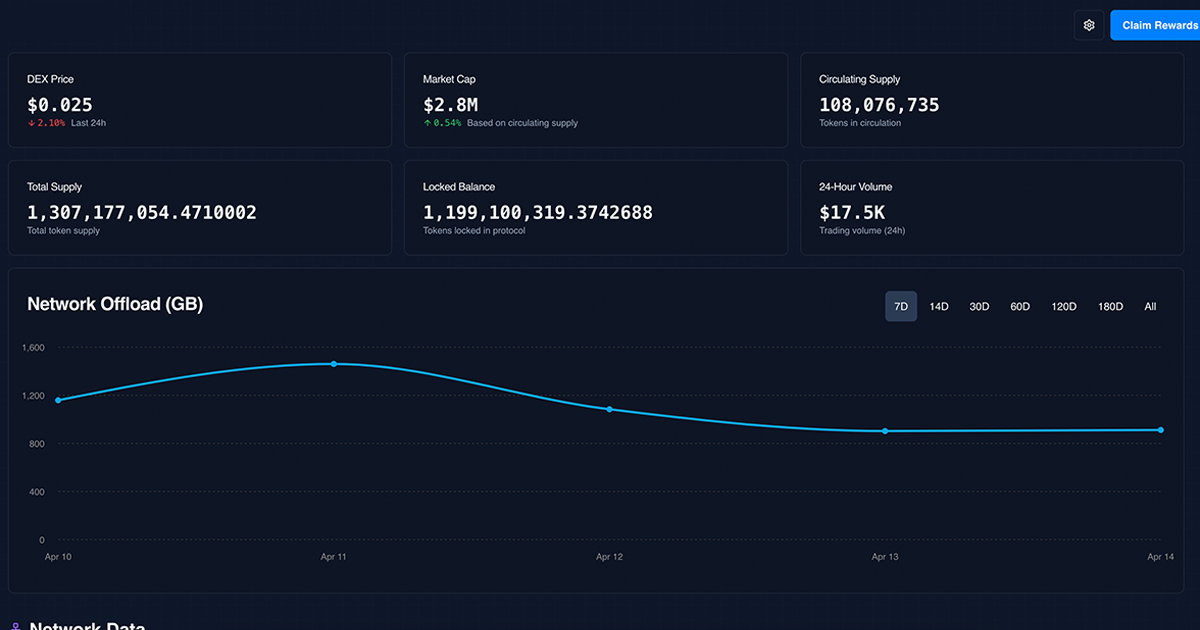 Claim Rewards
DEX Price
$0.025
↓ 2.10% Last 24h
Market Cap
$2.8M
↑ 0.54% Based on circulating supply
Circulating Supply
108,076,735
Tokens in circulation
Total Supply
1,307,177,054.4710002
Total token supply
Locked Balance
1,199,100,319.3742688
Tokens locked in protocol
24-Hour Volume
$17.5K
Trading volume (24h)
Network Offload (GB)
7D 14D 30D 60D 120D 180D All
1,600
1,200
800
400
0
Apr 10 Apr 11 Apr 12 Apr 13 Apr 14
Network Data